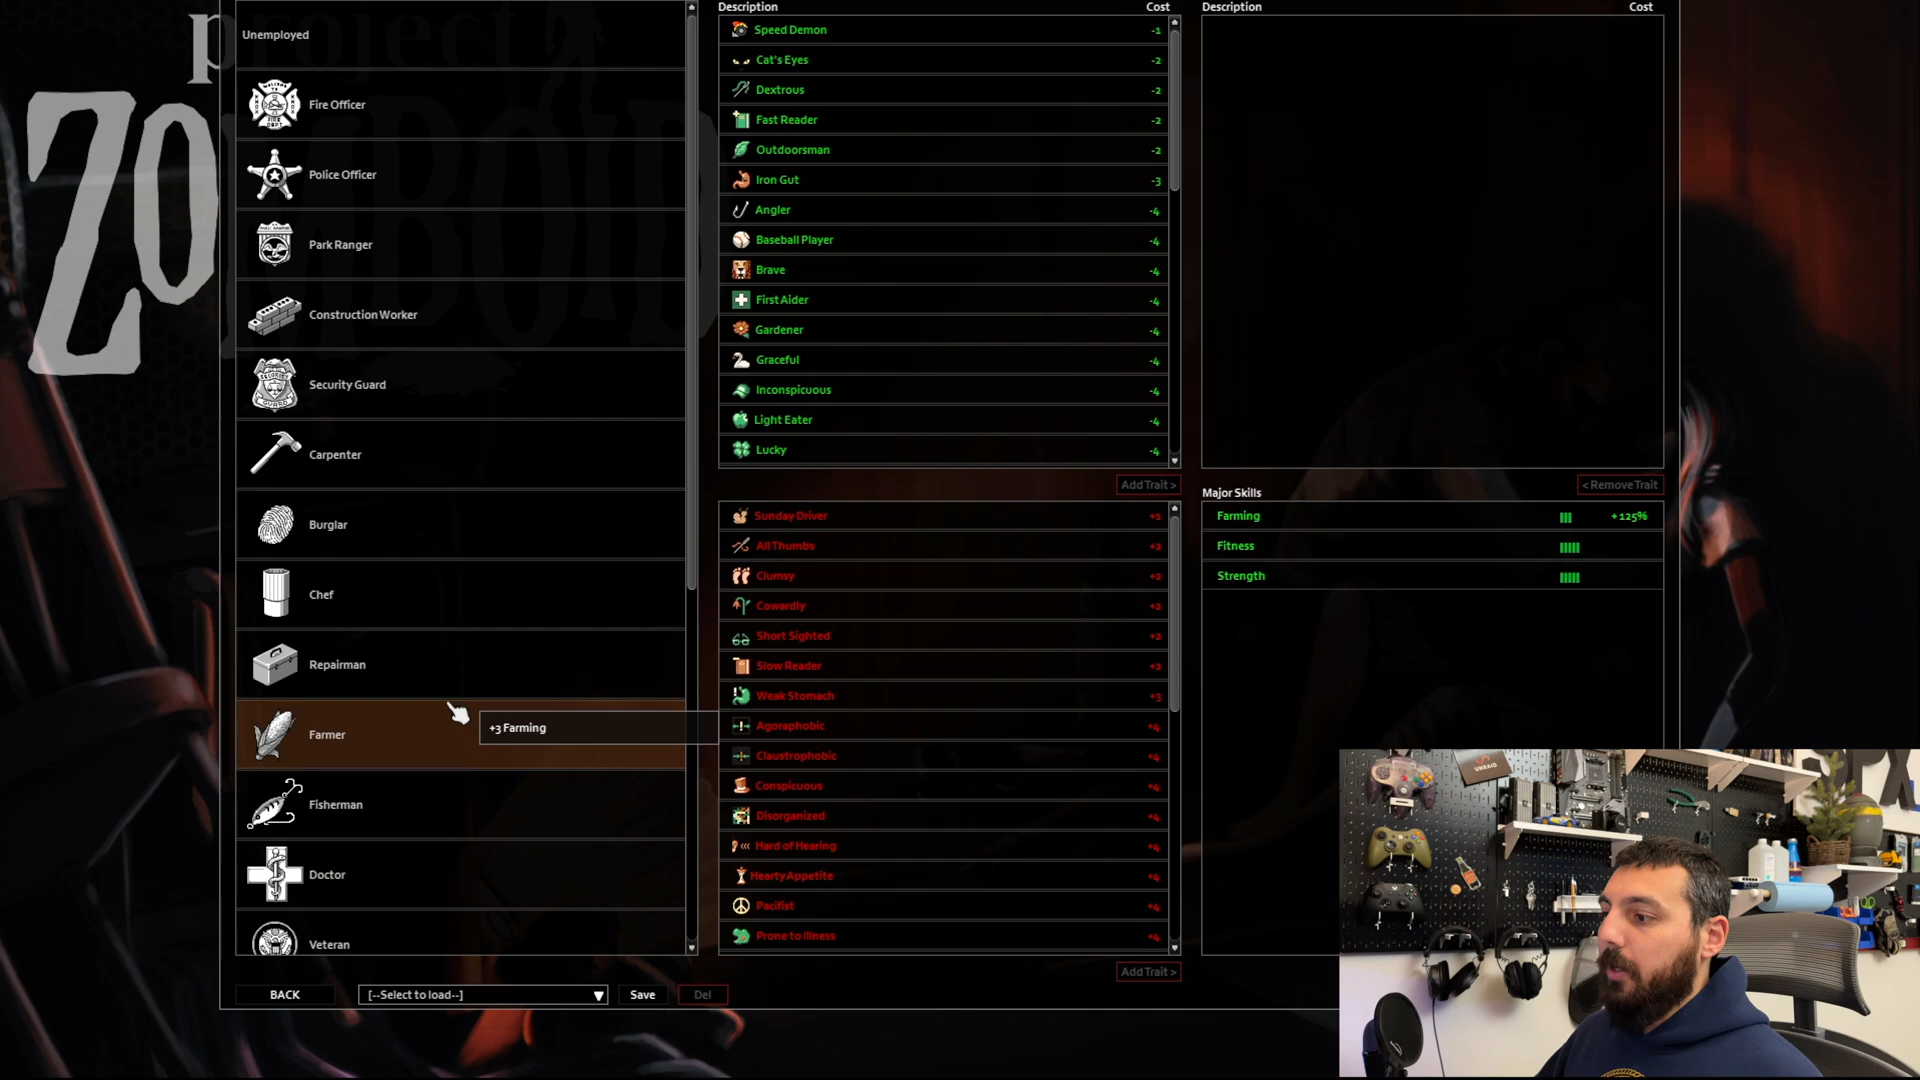 project
ZOMBOID
Unemployed
Fire Officer
Police Officer
Park Ranger
Construction Worker
Security Guard
Carpenter
Burglar
Chef
Repairman
Farmer
Fisherman
Doctor
Veteran
+3 Farming
BACK
[--Select to load--]
Save
Del
Description Cost
Speed Demon -1
Cat's Eyes -2
Dextrous -2
Fast Reader -2
Outdoorsman -2
Iron Gut -3
Angler -4
Baseball Player -4
Brave -4
First Aider -4
Gardener -4
Graceful -4
Inconspicuous -4
Light Eater -4
Lucky -4
Add Trait >
Sunday Driver +1
All Thumbs +2
Clumsy +2
Cowardly +2
Short Sighted +2
Slow Reader +2
Weak Stomach +3
Agoraphobic +4
Claustrophobic +4
Conspicuous +4
Disorganized +4
Hard of Hearing +4
Hearty Appetite +4
Pacifist +4
Prone to Illness +4
Add Trait >
Description Cost
< Remove Trait
Major Skills
Farming +125%
Fitness
Strength
UNRAID